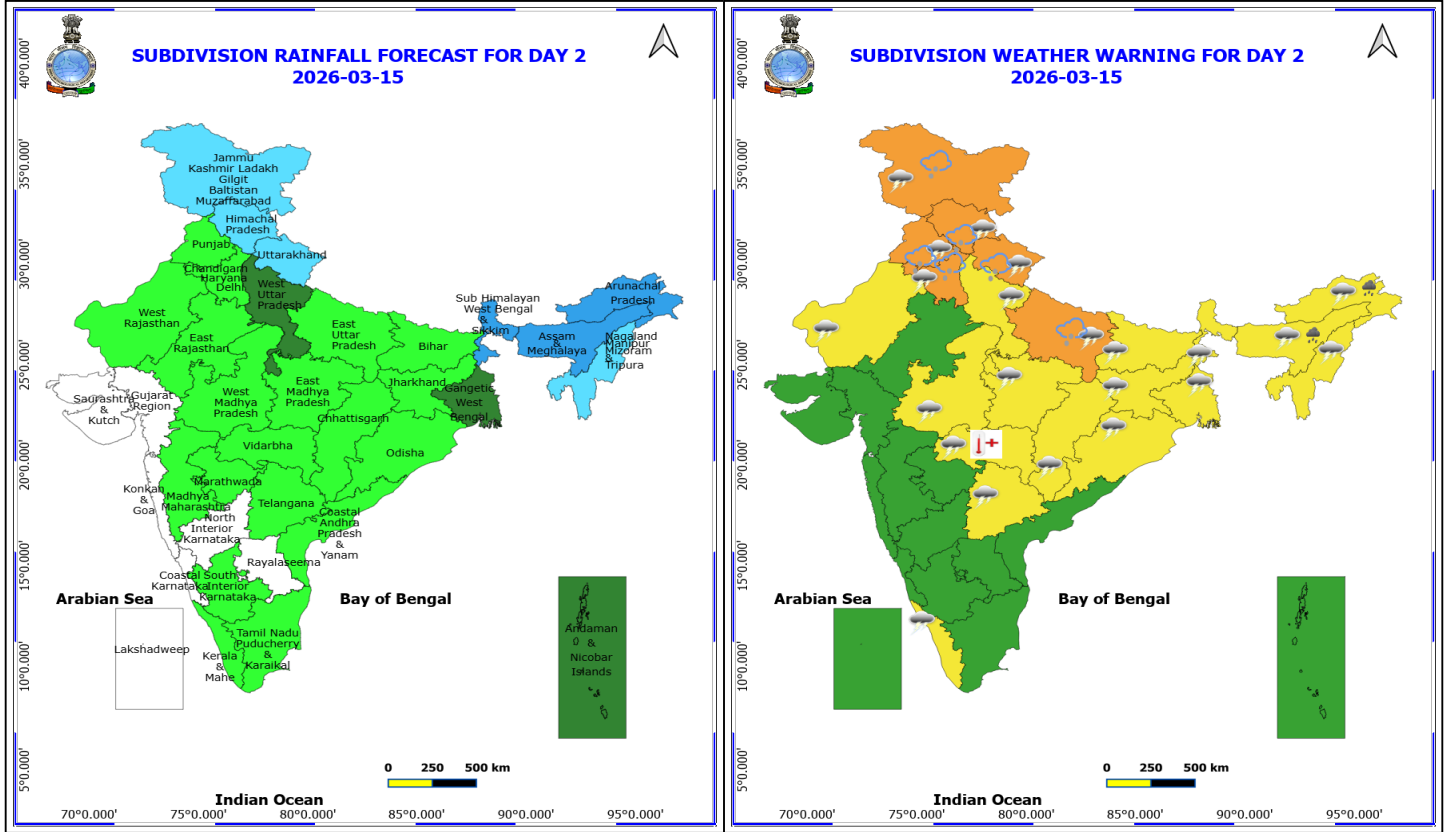 SUBDIVISION RAINFALL FORECAST FOR DAY 2
2026-03-15
40°0.000'
35°0.000'
30°0.000'
25°0.000'
20°0.000'
15°0.000'
10°0.000'
5°0.000'
Jammu
Kashmir Ladakh
Gilgit
Baltistan
Muzaffarabad
Himachal
Pradesh
Punjab
Uttarakhand
Chandigarh
Haryana
Delhi
West
Uttar
Pradesh
West
Rajasthan
East
Rajasthan
East
Uttar
Pradesh
Bihar
Sub Himalayan
West Bengal
&
Sikkim
Arunachal
Pradesh
Assam
&
Meghalaya
Nagaland
Manipur
Mizoram
&
Tripura
Saurashtra
&
Kutch
Gujarat
Region
West
Madhya
Pradesh
East
Madhya
Pradesh
Jharkhand
Gangetic
West
Bengal
Chhattisgarh
Vidarbha
Odisha
Konkan
&
Goa
Madhya
Maharashtra
Marathwada
Telangana
North
Interior
Karnataka
Coastal
Andhra
Pradesh
&
Yanam
Rayalaseema
Coastal
Karnataka
South
Interior
Karnataka
Arabian Sea
Bay of Bengal
Lakshadweep
Tamil Nadu
Puducherry
&
Karaikal
Kerala
&
Mahe
Andaman
&
Nicobar
Islands
0 250 500 km
Indian Ocean
70°0.000' 75°0.000' 80°0.000' 85°0.000' 90°0.000' 95°0.000'
SUBDIVISION WEATHER WARNING FOR DAY 2
2026-03-15
40°0.000'
35°0.000'
30°0.000'
25°0.000'
20°0.000'
15°0.000'
10°0.000'
5°0.000'
Arabian Sea
Bay of Bengal
0 250 500 km
Indian Ocean
70°0.000' 75°0.000' 80°0.000' 85°0.000' 90°0.000' 95°0.000'